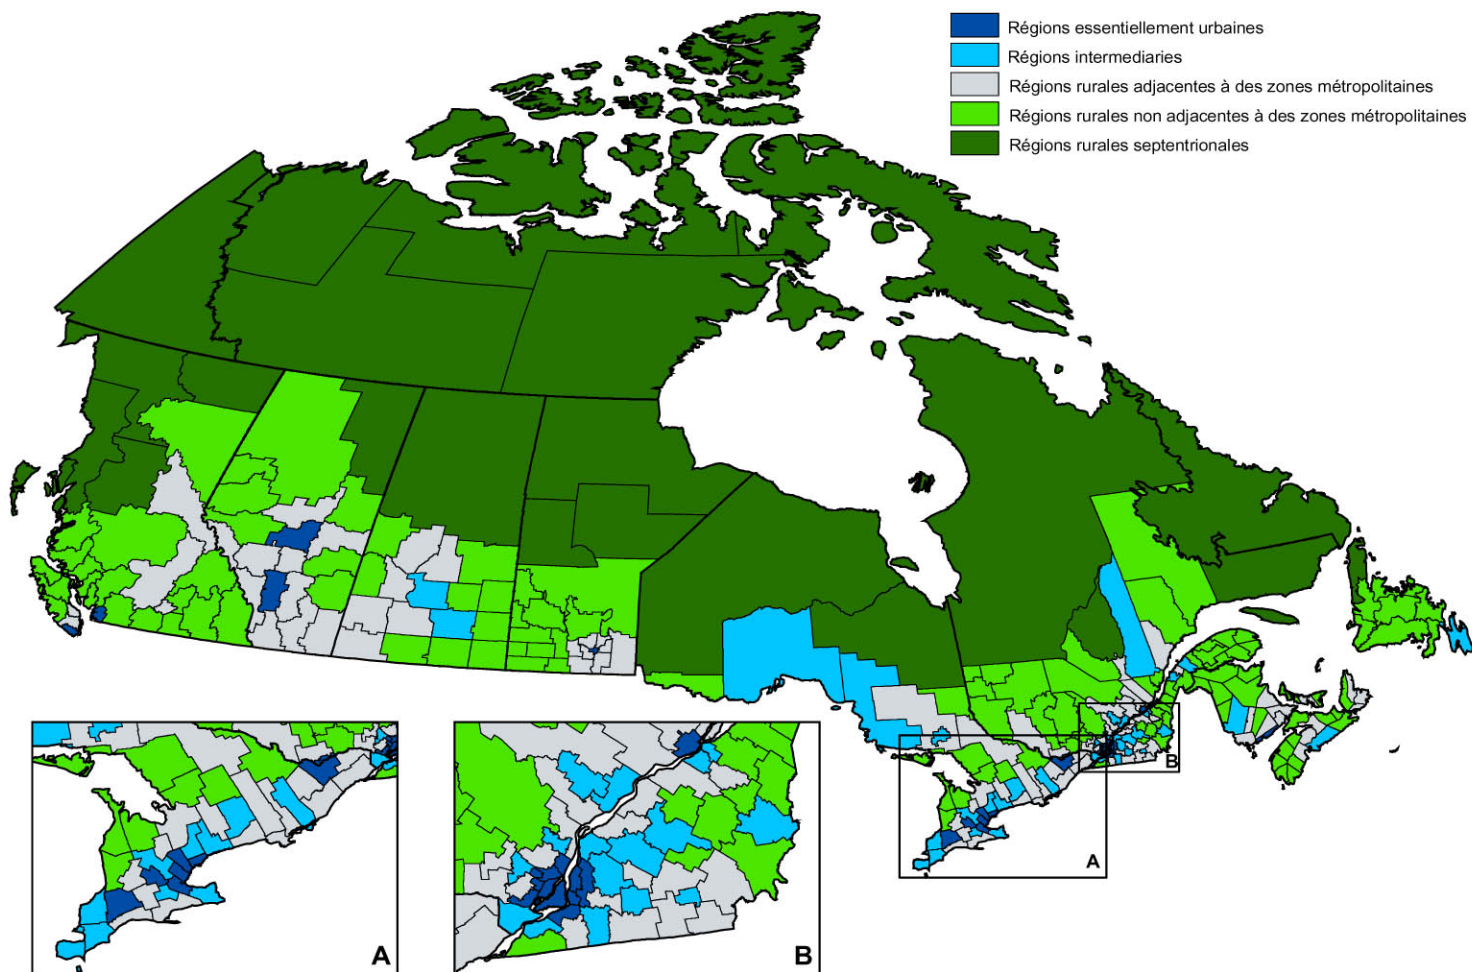 Régions essentiellement urbaines
Régions intermediaries
Régions rurales adjacentes à des zones métropolitaines
Régions rurales non adjacentes à des zones métropolitaines
Régions rurales septentrionales
B
A
A
B